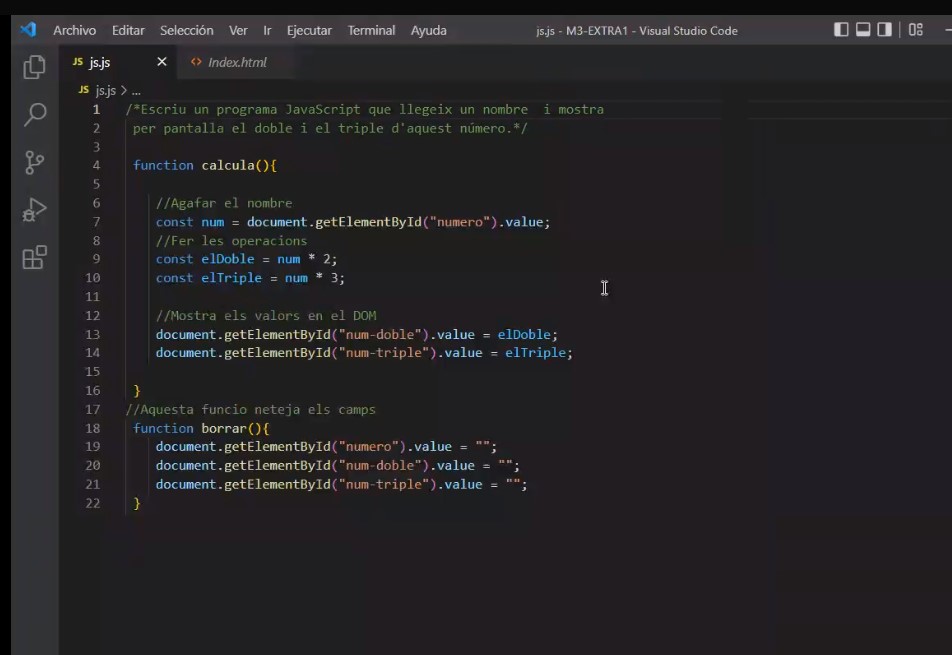 Archivo Editar Selección Ver Ir Ejecutar Terminal Ayuda js.js - M3-EXTRA1 - Visual Studio Code
JS js.js Index.html
JS js.js > ...
1 /*Escriu un programa JavaScript que llegeix un nombre  i mostra
2 per pantalla el doble i el triple d'aquest número.*/
3
4 function calcula(){
5
6 //Agafar el nombre
7 const num = document.getElementById("numero").value;
8 //Fer les operacions
9 const elDoble = num * 2;
10 const elTriple = num * 3;
11
12 //Mostra els valors en el DOM
13 document.getElementById("num-doble").value = elDoble;
14 document.getElementById("num-triple").value = elTriple;
15
16 }
17 //Aquesta funcio neteja els camps
18 function borrar(){
19 document.getElementById("numero").value = "";
20 document.getElementById("num-doble").value = "";
21 document.getElementById("num-triple").value = "";
22 }